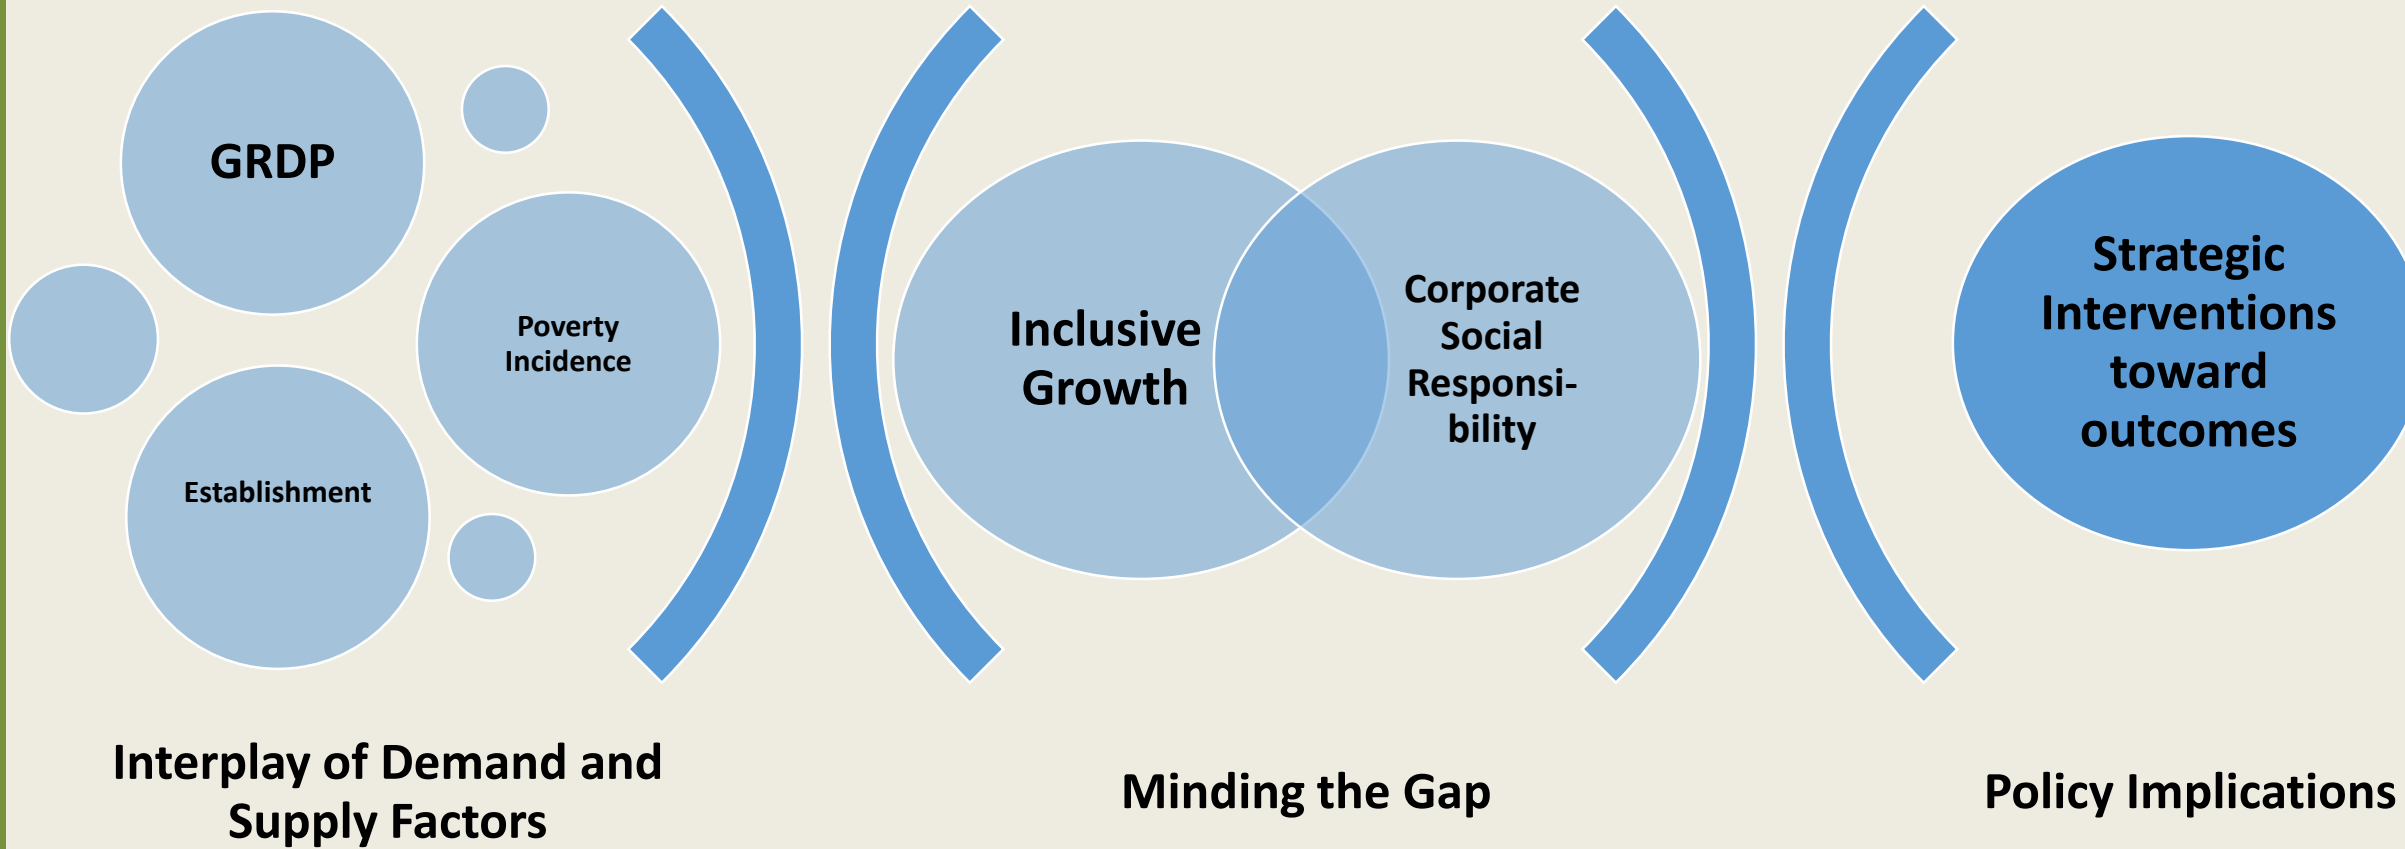 GRDP
Poverty
Incidence
Establishment
Inclusive
Growth
Corporate
Social
Responsi-
bility
Strategic
Interventions
toward
outcomes
Interplay of Demand and
Supply Factors
Minding the Gap
Policy Implications